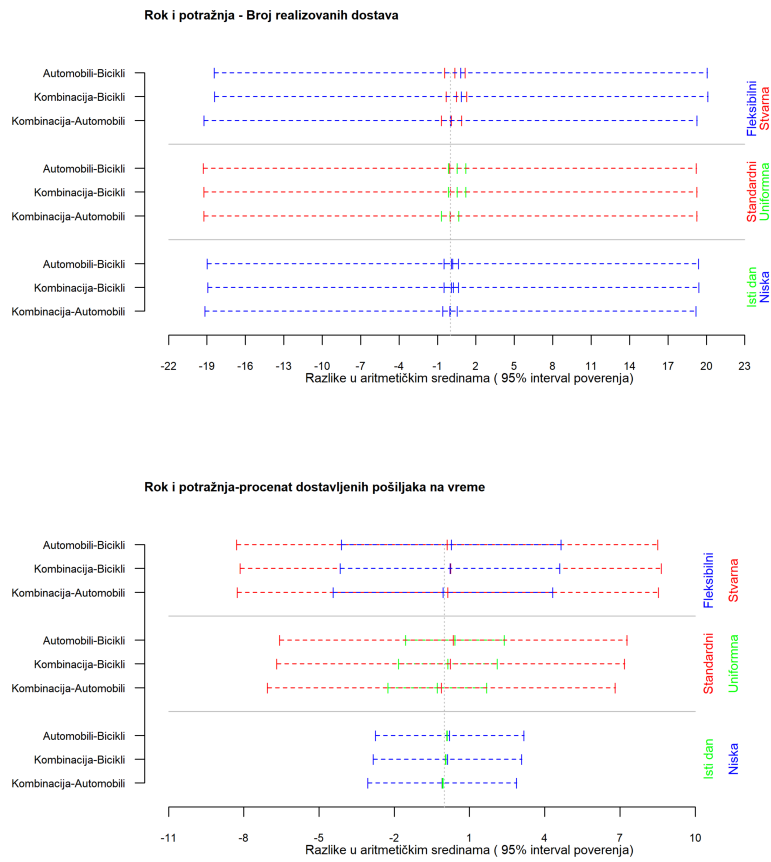 Rok i potražnja - Broj realizovanih dostava
Automobili-Bicikli
Kombinacija-Bicikli
Kombinacija-Automobili
Fleksibilni
Stvarna
Automobili-Bicikli
Kombinacija-Bicikli
Kombinacija-Automobili
Standardni
Uniformna
Automobili-Bicikli
Kombinacija-Bicikli
Kombinacija-Automobili
Isti dan
Niska
-22 -19 -16 -13 -10 -7 -4 -1 2 5 8 11 14 17 20 23
Razlike u aritmetičkim sredinama ( 95% interval poverenja)
Rok i potražnja-procenat dostavljenih pošiljaka na vreme
Automobili-Bicikli
Kombinacija-Bicikli
Kombinacija-Automobili
Fleksibilni
Stvarna
Automobili-Bicikli
Kombinacija-Bicikli
Kombinacija-Automobili
Standardni
Uniformna
Automobili-Bicikli
Kombinacija-Bicikli
Kombinacija-Automobili
Isti dan
Niska
-11 -8 -5 -2 1 4 7 10
Razlike u aritmetičkim sredinama ( 95% interval poverenja)